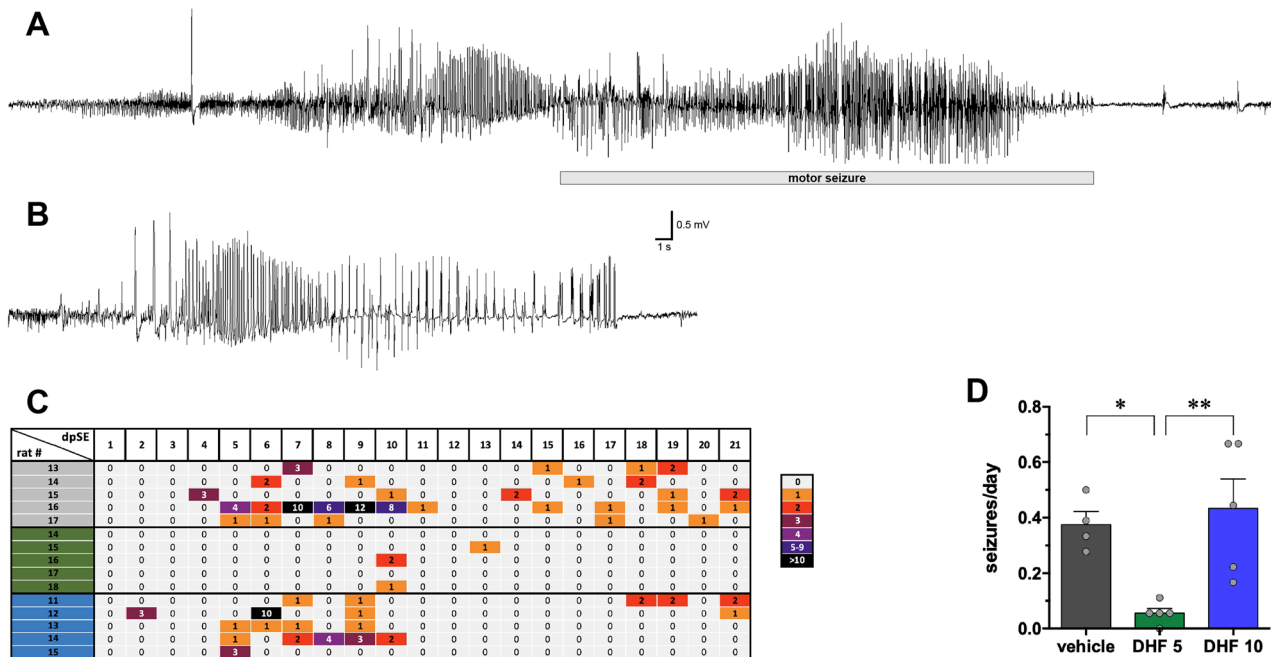 A
motor seizure
B
0.5 mV
1 s
C
dpSE
rat # 1 2 3 4 5 6 7 8 9 10 11 12 13 14 15 16 17 18 19 20 21
13 0 0 0 0 0 0 3 0 0 0 0 0 0 0 1 0 0 1 2 0 0
14 0 0 0 0 0 2 0 0 1 0 0 0 0 0 0 1 0 2 0 0 0
15 0 0 0 3 0 0 0 0 0 1 0 0 0 2 0 0 0 0 1 0 2
16 0 0 0 0 4 2 10 6 12 8 1 0 0 0 1 0 1 0 1 0 1
17 0 0 0 0 1 1 0 1 0 0 0 0 0 0 0 0 1 0 0 1 0
14 0 0 0 0 0 0 0 0 0 0 0 0 0 0 0 0 0 0 0 0 0
15 0 0 0 0 0 0 0 0 0 0 0 0 1 0 0 0 0 0 0 0 0
16 0 0 0 0 0 0 0 0 0 2 0 0 0 0 0 0 0 0 0 0 0
17 0 0 0 0 0 0 0 0 0 0 0 0 0 0 0 0 0 0 0 0 0
18 0 0 0 0 0 0 0 0 0 1 0 0 0 0 0 0 0 0 0 0 0
11 0 0 0 0 0 0 1 0 1 0 0 0 0 0 0 0 0 2 2 0 2
12 0 3 0 0 0 10 0 0 1 0 0 0 0 0 0 0 0 0 0 0 1
13 0 0 0 0 1 1 1 0 1 0 0 0 0 0 0 0 0 0 0 0 0
14 0 0 0 0 1 0 2 4 3 2 0 0 0 0 0 0 0 0 0 0 0
15 0 0 0 0 3 0 0 0 0 0 0 0 0 0 0 0 0 0 0 0 0
0
1
2
3
4
5-9
>10
D
seizures/day
0.8
0.6
0.4
0.2
0.0
*
**
vehicle DHF 5 DHF 10